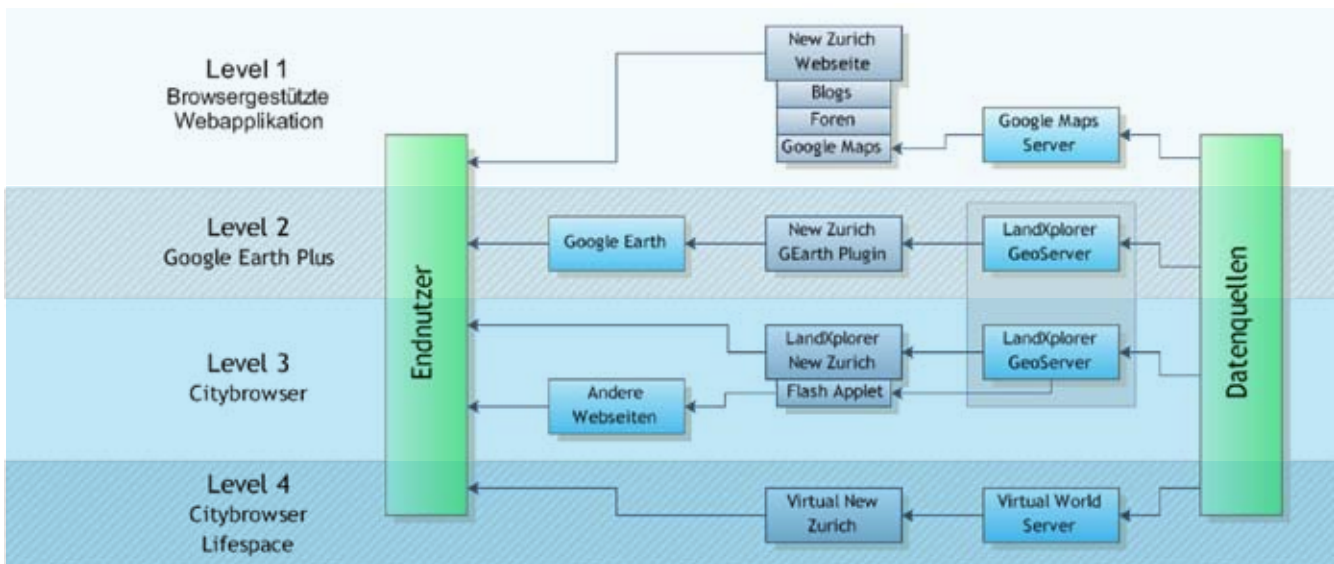 Level 1
Browsergestützte
Webapplikation
New Zurich
Webseite
Blogs
Foren
Google Maps
Google Maps
Server
Level 2
Google Earth Plus
Google Earth
New Zurich
GEarth Plugin
LandXplorer
GeoServer
Endnutzer
Datenquellen
Level 3
Citybrowser
LandXplorer
New Zurich
Flash Applet
LandXplorer
GeoServer
Andere
Webseiten
Level 4
Citybrowser
Lifespace
Virtual New
Zurich
Virtual World
Server